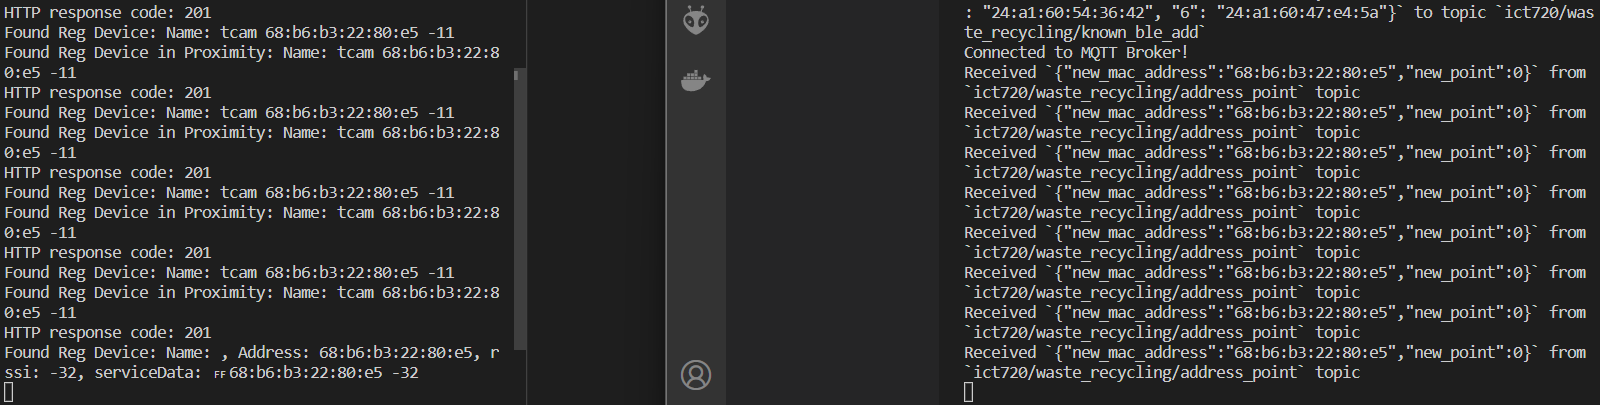 HTTP response code: 201
Found Reg Device: Name: tcam 68:b6:b3:22:80:e5 -11
Found Reg Device in Proximity: Name: tcam 68:b6:b3:22:8
0:e5 -11
HTTP response code: 201
Found Reg Device: Name: tcam 68:b6:b3:22:80:e5 -11
Found Reg Device in Proximity: Name: tcam 68:b6:b3:22:8
0:e5 -11
HTTP response code: 201
Found Reg Device: Name: tcam 68:b6:b3:22:80:e5 -11
Found Reg Device in Proximity: Name: tcam 68:b6:b3:22:8
0:e5 -11
HTTP response code: 201
Found Reg Device: Name: tcam 68:b6:b3:22:80:e5 -11
Found Reg Device in Proximity: Name: tcam 68:b6:b3:22:8
0:e5 -11
HTTP response code: 201
Found Reg Device: Name: , Address: 68:b6:b3:22:80:e5, r
ssi: -32, serviceData: ␌68:b6:b3:22:80:e5 -32
: "24:a1:60:54:36:42", "6": "24:a1:60:47:e4:5a"}` to topic `ict720/was
te_recycling/known_ble_add`
Connected to MQTT Broker!
Received `{"new_mac_address":"68:b6:b3:22:80:e5","new_point":0}` from
`ict720/waste_recycling/address_point` topic
Received `{"new_mac_address":"68:b6:b3:22:80:e5","new_point":0}` from
`ict720/waste_recycling/address_point` topic
Received `{"new_mac_address":"68:b6:b3:22:80:e5","new_point":0}` from
`ict720/waste_recycling/address_point` topic
Received `{"new_mac_address":"68:b6:b3:22:80:e5","new_point":0}` from
`ict720/waste_recycling/address_point` topic
Received `{"new_mac_address":"68:b6:b3:22:80:e5","new_point":0}` from
`ict720/waste_recycling/address_point` topic
Received `{"new_mac_address":"68:b6:b3:22:80:e5","new_point":0}` from
`ict720/waste_recycling/address_point` topic
Received `{"new_mac_address":"68:b6:b3:22:80:e5","new_point":0}` from
`ict720/waste_recycling/address_point` topic
Received `{"new_mac_address":"68:b6:b3:22:80:e5","new_point":0}` from
`ict720/waste_recycling/address_point` topic